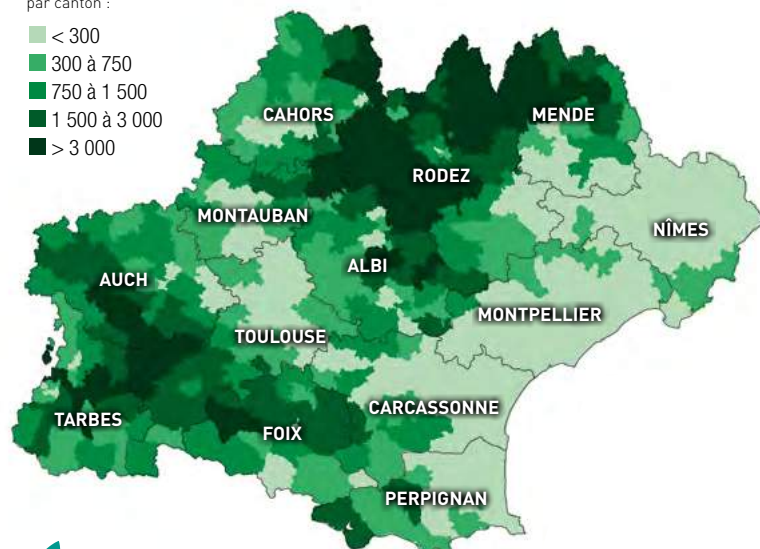 par canton :
< 300
300 à 750
750 à 1 500
1 500 à 3 000
> 3 000
CAHORS
MENDE
RODEZ
MONTAUBAN
NÎMES
ALBI
AUCH
MONTPELLIER
TOULOUSE
CARCASSONNE
TARBES
FOIX
PERPIGNAN